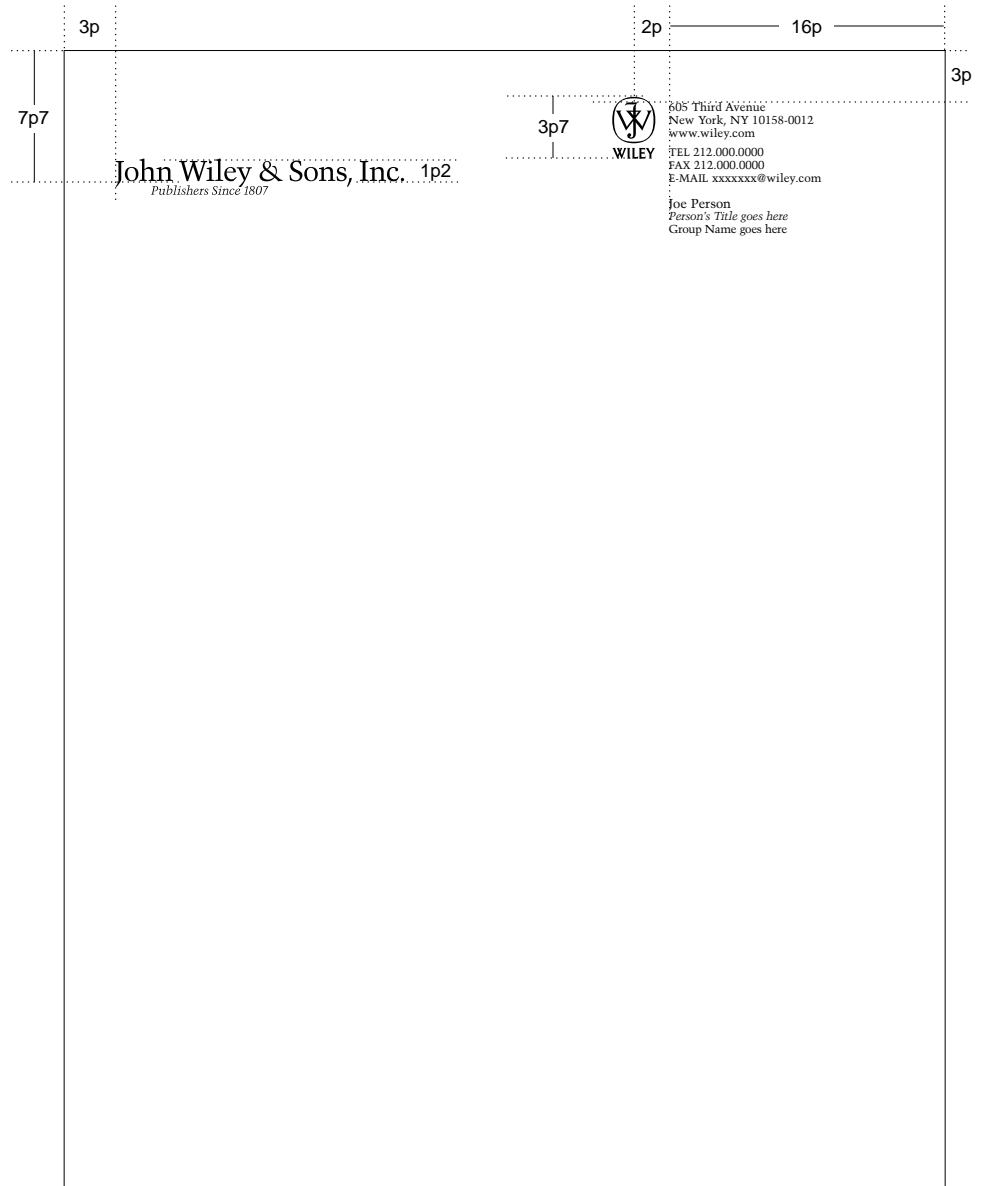 3p
2p
16p
3p
7p7
3p7
605 Third Avenue
New York, NY 10158-0012
www.wiley.com
WILEY
TEL 212.000.0000
FAX 212.000.0000
E-MAIL xxxxxxx@wiley.com
John Wiley & Sons, Inc.
1p2
Publishers Since 1807
Joe Person
Person's Title goes here
Group Name goes here